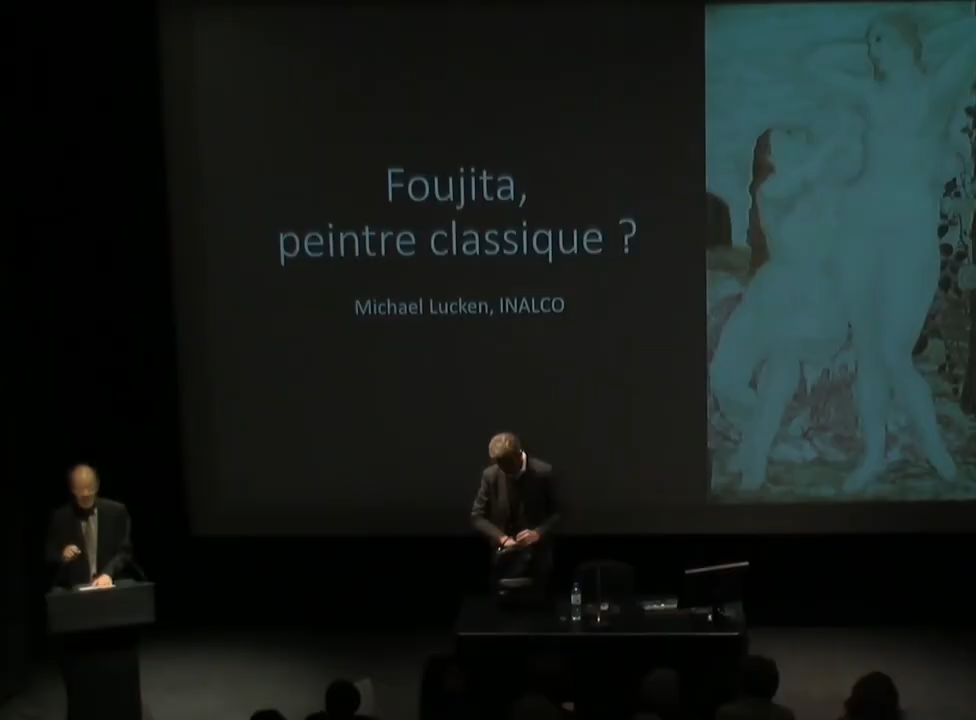 Foujita,
peintre classique ?
Michael Lucken, INALCO